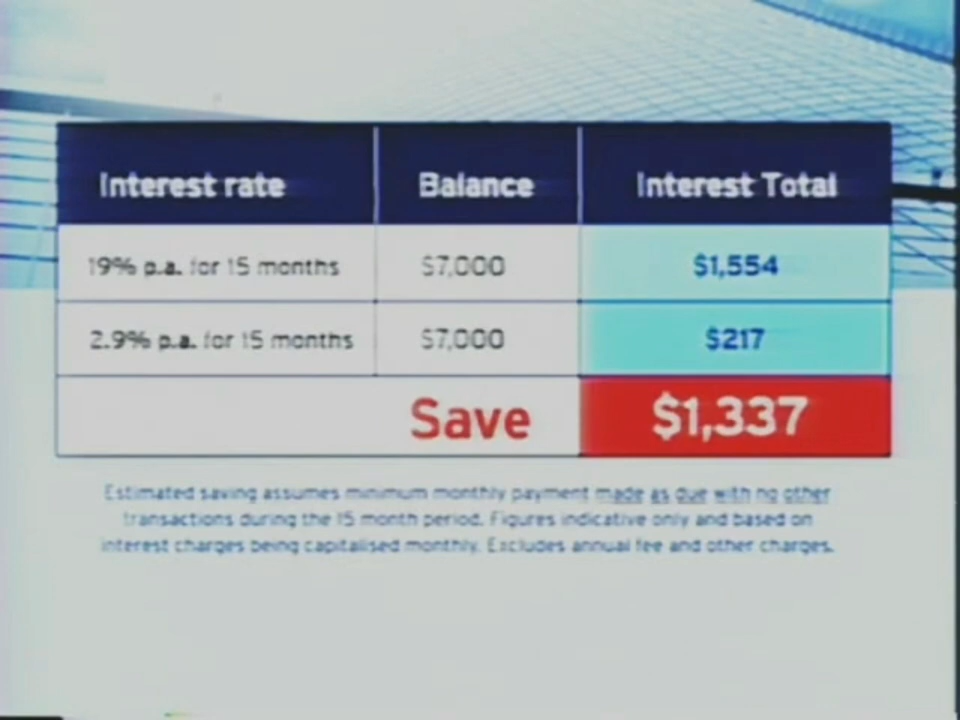 Interest rate Balance Interest Total
19% p.a. for 15 months $7,000 $1,554
2.9% p.a. for 15 months $7,000 $217
Save $1,337
Estimated saving assumes minimum monthly payment made as due with no other
transactions during the 15 month period. Figures indicative only and based on
interest charges being capitalised monthly. Excludes annual fee and other charges.